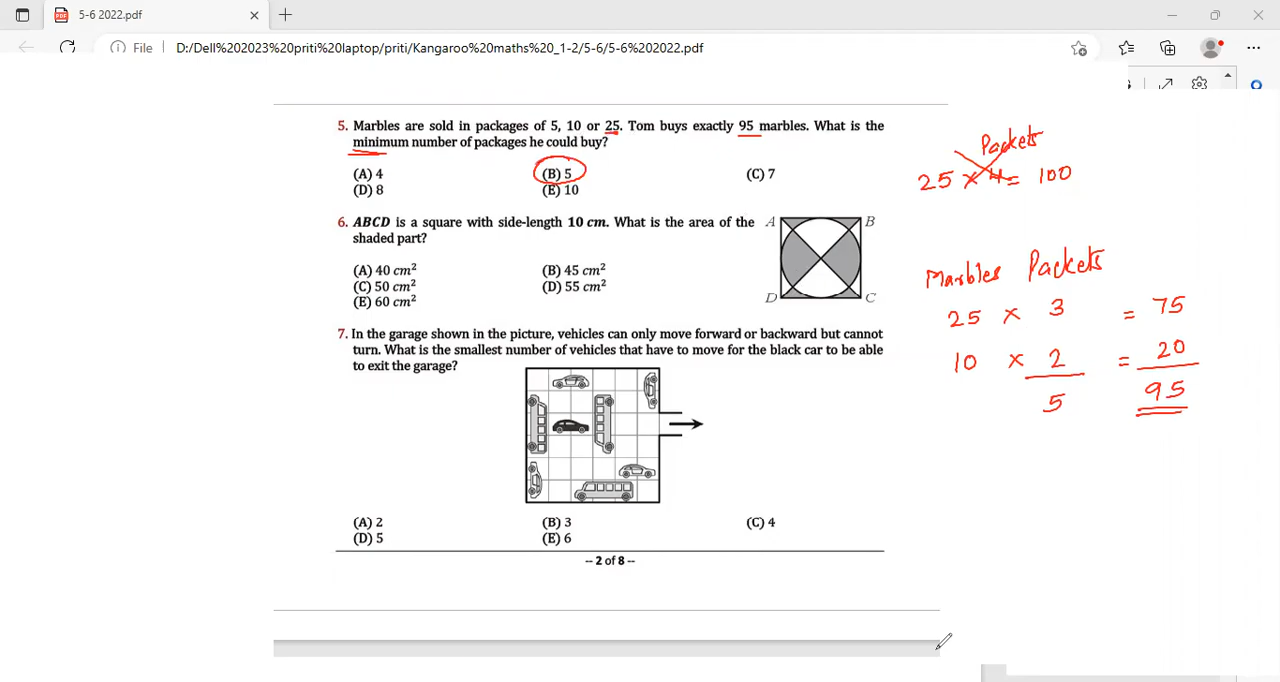 5-6 2022.pdf
File D:/Dell%202023%20priti%20laptop/priti/Kangaroo%20maths%20_1-2/5-6/5-6%202022.pdf
5. Marbles are sold in packages of 5, 10 or 25. Tom buys exactly 95 marbles. What is the
minimum number of packages he could buy?
(A) 4
(B) 5
(C) 7
(D) 8
(E) 10
6. ABCD is a square with side-length 10 cm. What is the area of the
shaded part?
A B
D C
(A) 40 cm²
(B) 45 cm²
(C) 50 cm²
(D) 55 cm²
(E) 60 cm²
7. In the garage shown in the picture, vehicles can only move forward or backward but cannot
turn. What is the smallest number of vehicles that have to move for the black car to be able
to exit the garage?
(A) 2
(B) 3
(C) 4
(D) 5
(E) 6
-- 2 of 8 --
Packets
25 × 4 = 100
Marbles Packets
25 × 3 = 75
10 × 2 = 20
5 95